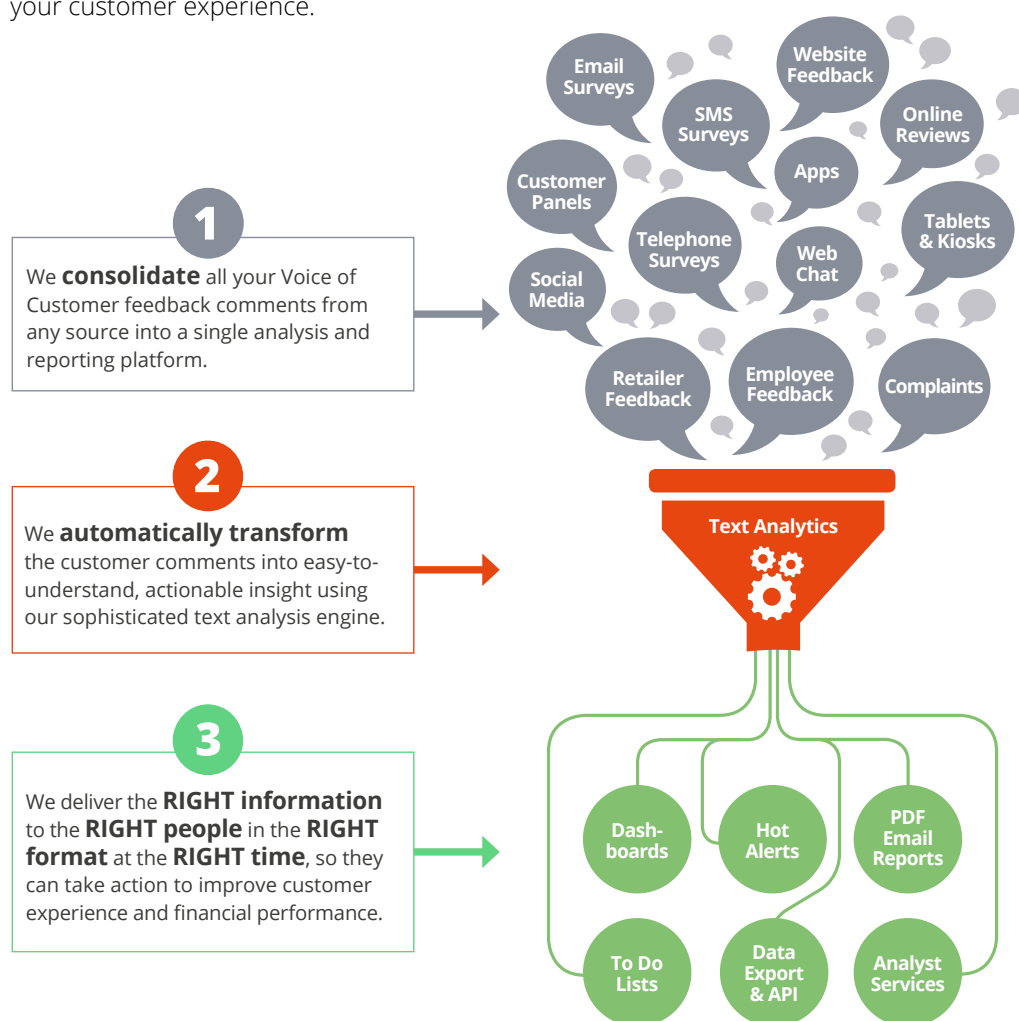 your customer experience.
Email
Surveys
Website
Feedback
SMS
Surveys
Online
Reviews
Apps
Customer
Panels
Tablets
& Kiosks
Telephone
Surveys
Web
Chat
Social
Media
Retailer
Feedback
Employee
Feedback
Complaints
1
We consolidate all your Voice of
Customer feedback comments from
any source into a single analysis and
reporting platform.
2
We automatically transform
the customer comments into easy-to-
understand, actionable insight using
our sophisticated text analysis engine.
Text Analytics
3
We deliver the RIGHT information
to the RIGHT people in the RIGHT
format at the RIGHT time, so they
can take action to improve customer
experience and financial performance.
Dash-
boards
Hot
Alerts
PDF
Email
Reports
To Do
Lists
Data
Export
& API
Analyst
Services